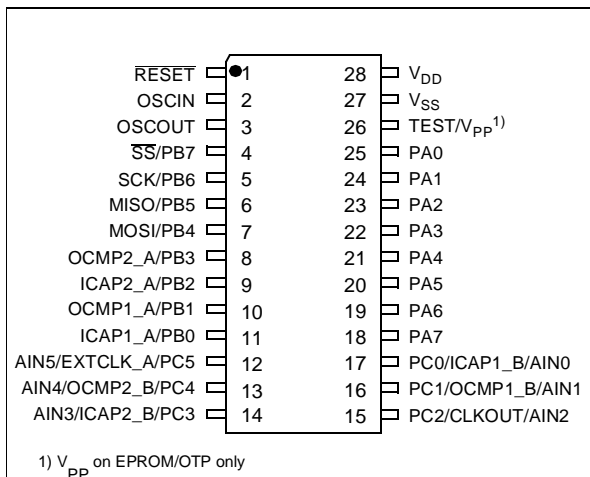 RESET 1 28 VDD
OSCIN 2 27 VSS
OSCOUT 3 26 TEST/VPP1)
SS/PB7 4 25 PA0
SCK/PB6 5 24 PA1
MISO/PB5 6 23 PA2
MOSI/PB4 7 22 PA3
OCMP2_A/PB3 8 21 PA4
ICAP2_A/PB2 9 20 PA5
OCMP1_A/PB1 10 19 PA6
ICAP1_A/PB0 11 18 PA7
AIN5/EXTCLK_A/PC5 12 17 PC0/ICAP1_B/AIN0
AIN4/OCMP2_B/PC4 13 16 PC1/OCMP1_B/AIN1
AIN3/ICAP2_B/PC3 14 15 PC2/CLKOUT/AIN2
1) VPP on EPROM/OTP only